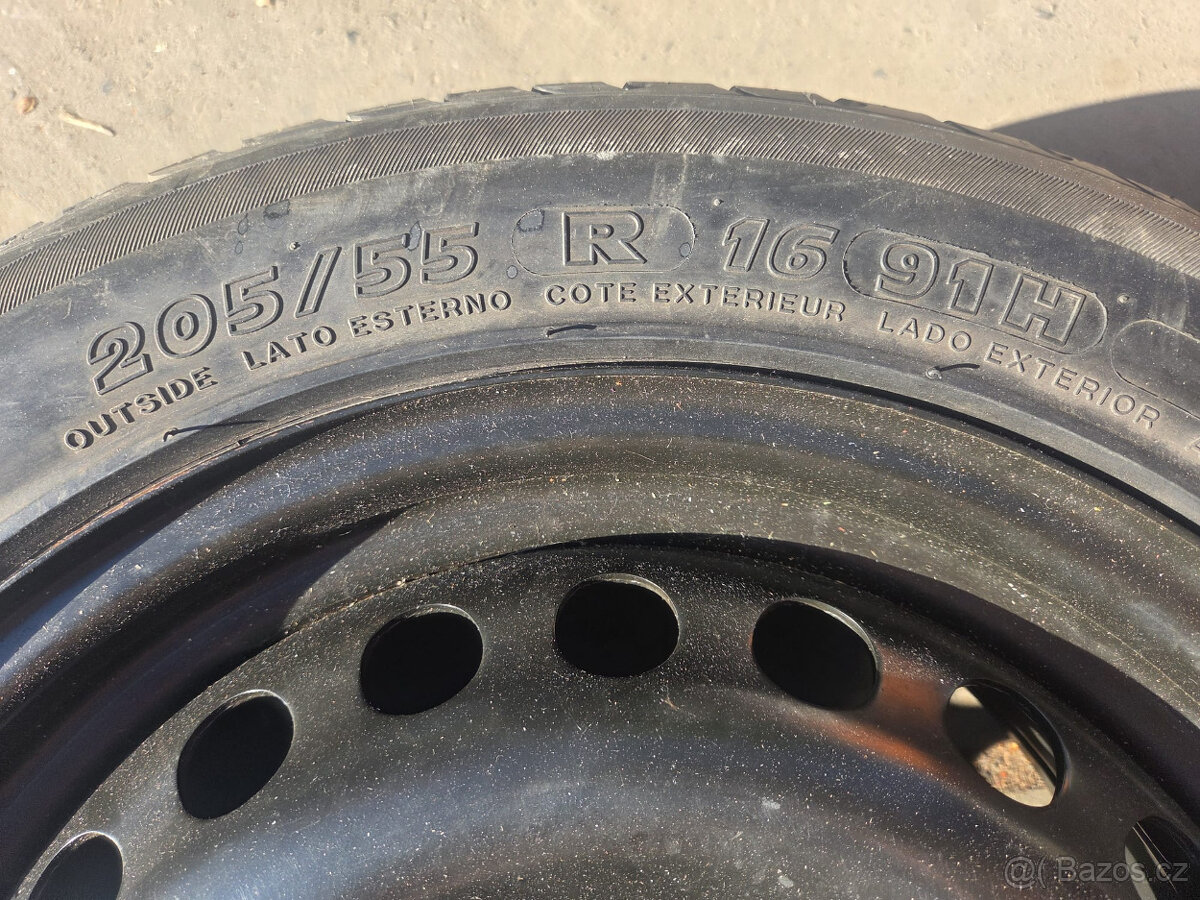 205/55 R 16 91H
OUTSIDE LATO ESTERNO COTE EXTERIEUR LADO EXTERIOR
@( Bazos.cz